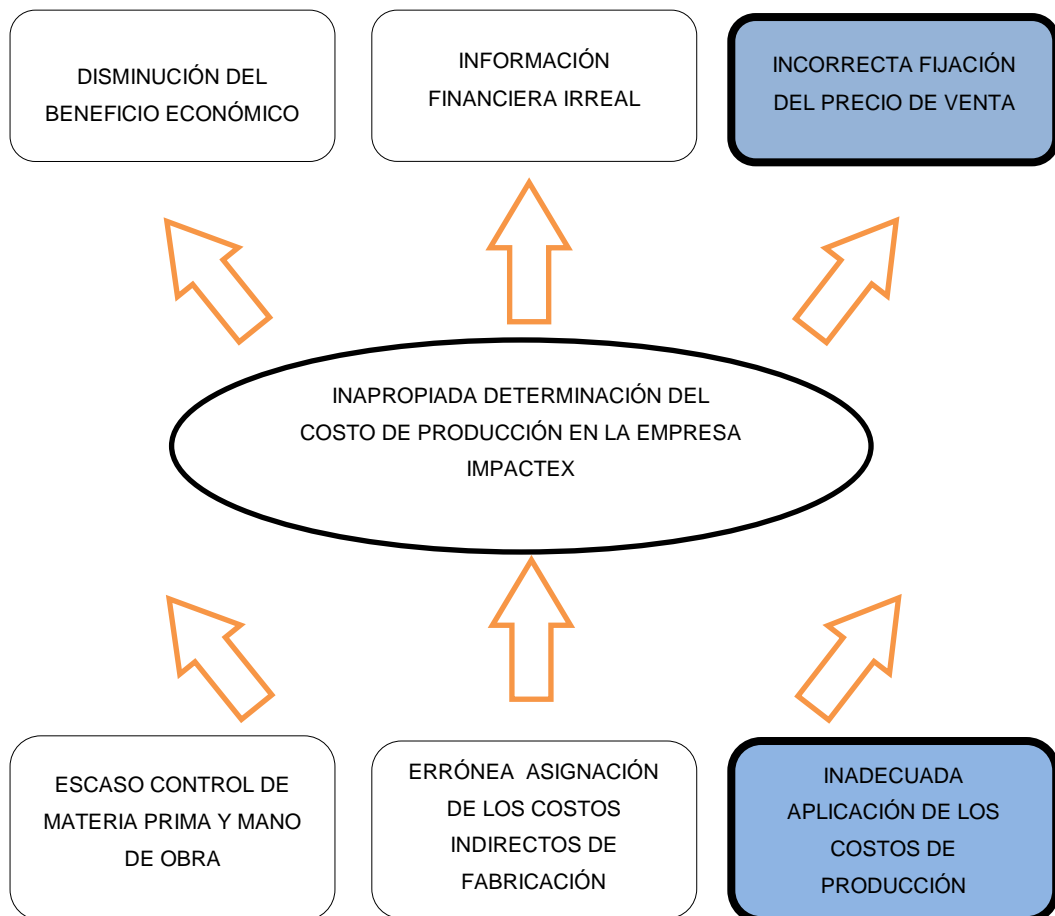 DISMINUCIÓN DEL
BENEFICIO ECONÓMICO
INFORMACIÓN
FINANCIERA IRREAL
INCORRECTA FIJACIÓN
DEL PRECIO DE VENTA
INAPROPIADA DETERMINACIÓN DEL
COSTO DE PRODUCCIÓN EN LA EMPRESA
IMPACTEX
ESCASO CONTROL DE
MATERIA PRIMA Y MANO
DE OBRA
ERRÓNEA ASIGNACIÓN
DE LOS COSTOS
INDIRECTOS DE
FABRICACIÓN
INADECUADA
APLICACIÓN DE LOS
COSTOS DE
PRODUCCIÓN